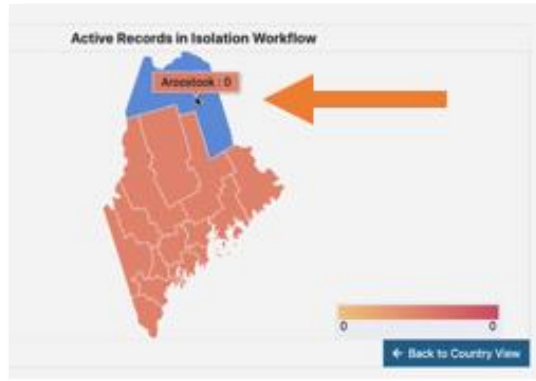 Active Records in Isolation Workflow
Aroostook : 0
0 0
← Back to Country View